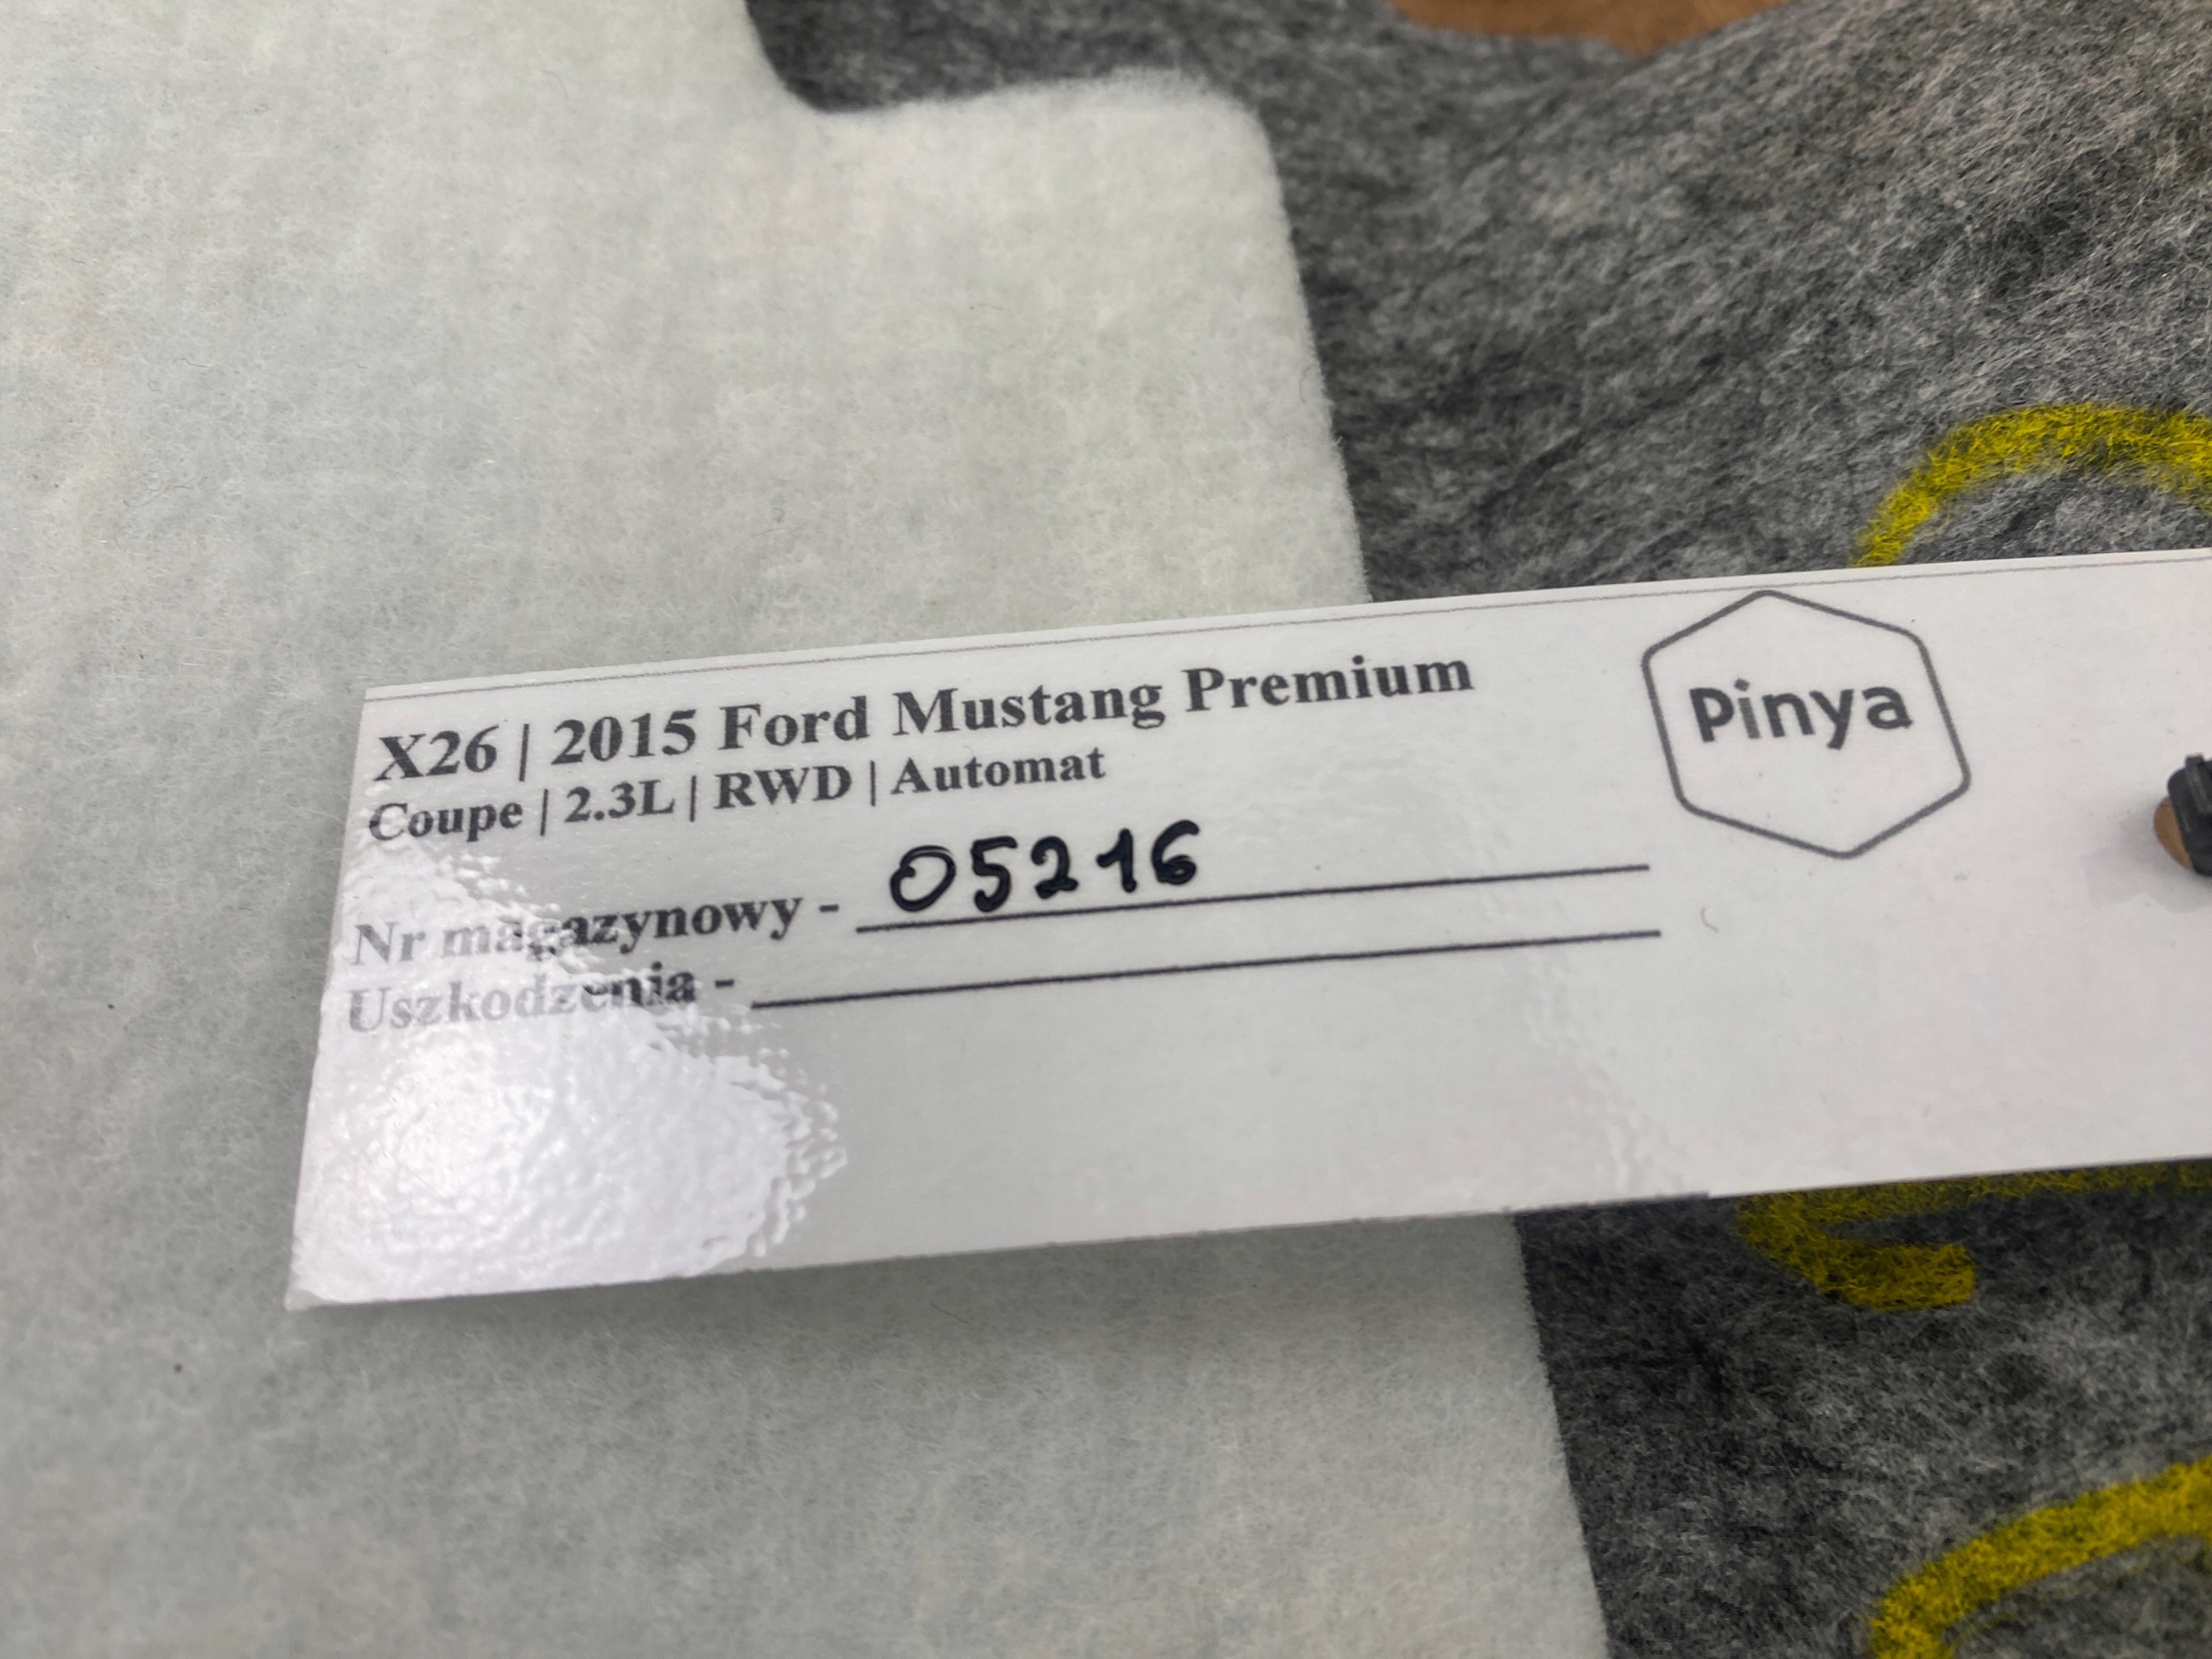 X26 | 2015 Ford Mustang Premium
Coupe | 2.3L | RWD | Automat
Nr magazynowy - 05216
Uszkodzenia -
Pinya